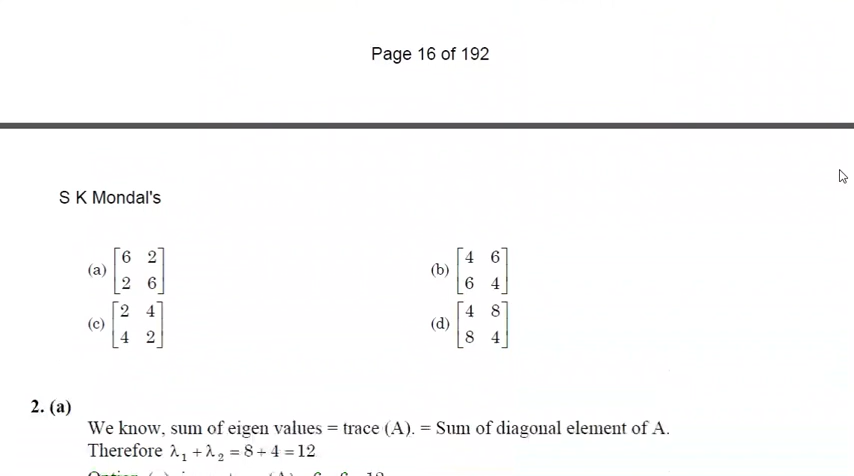 Page 16 of 192
S K Mondal's
(a) [6 2 (b) [4 6
2 6] 6 4]
(c) [2 4 (d) [4 8
4 2] 8 4]
2. (a)
We know, sum of eigen values = trace (A). = Sum of diagonal element of A.
Therefore λ₁ + λ₂ = 8 + 4 = 12